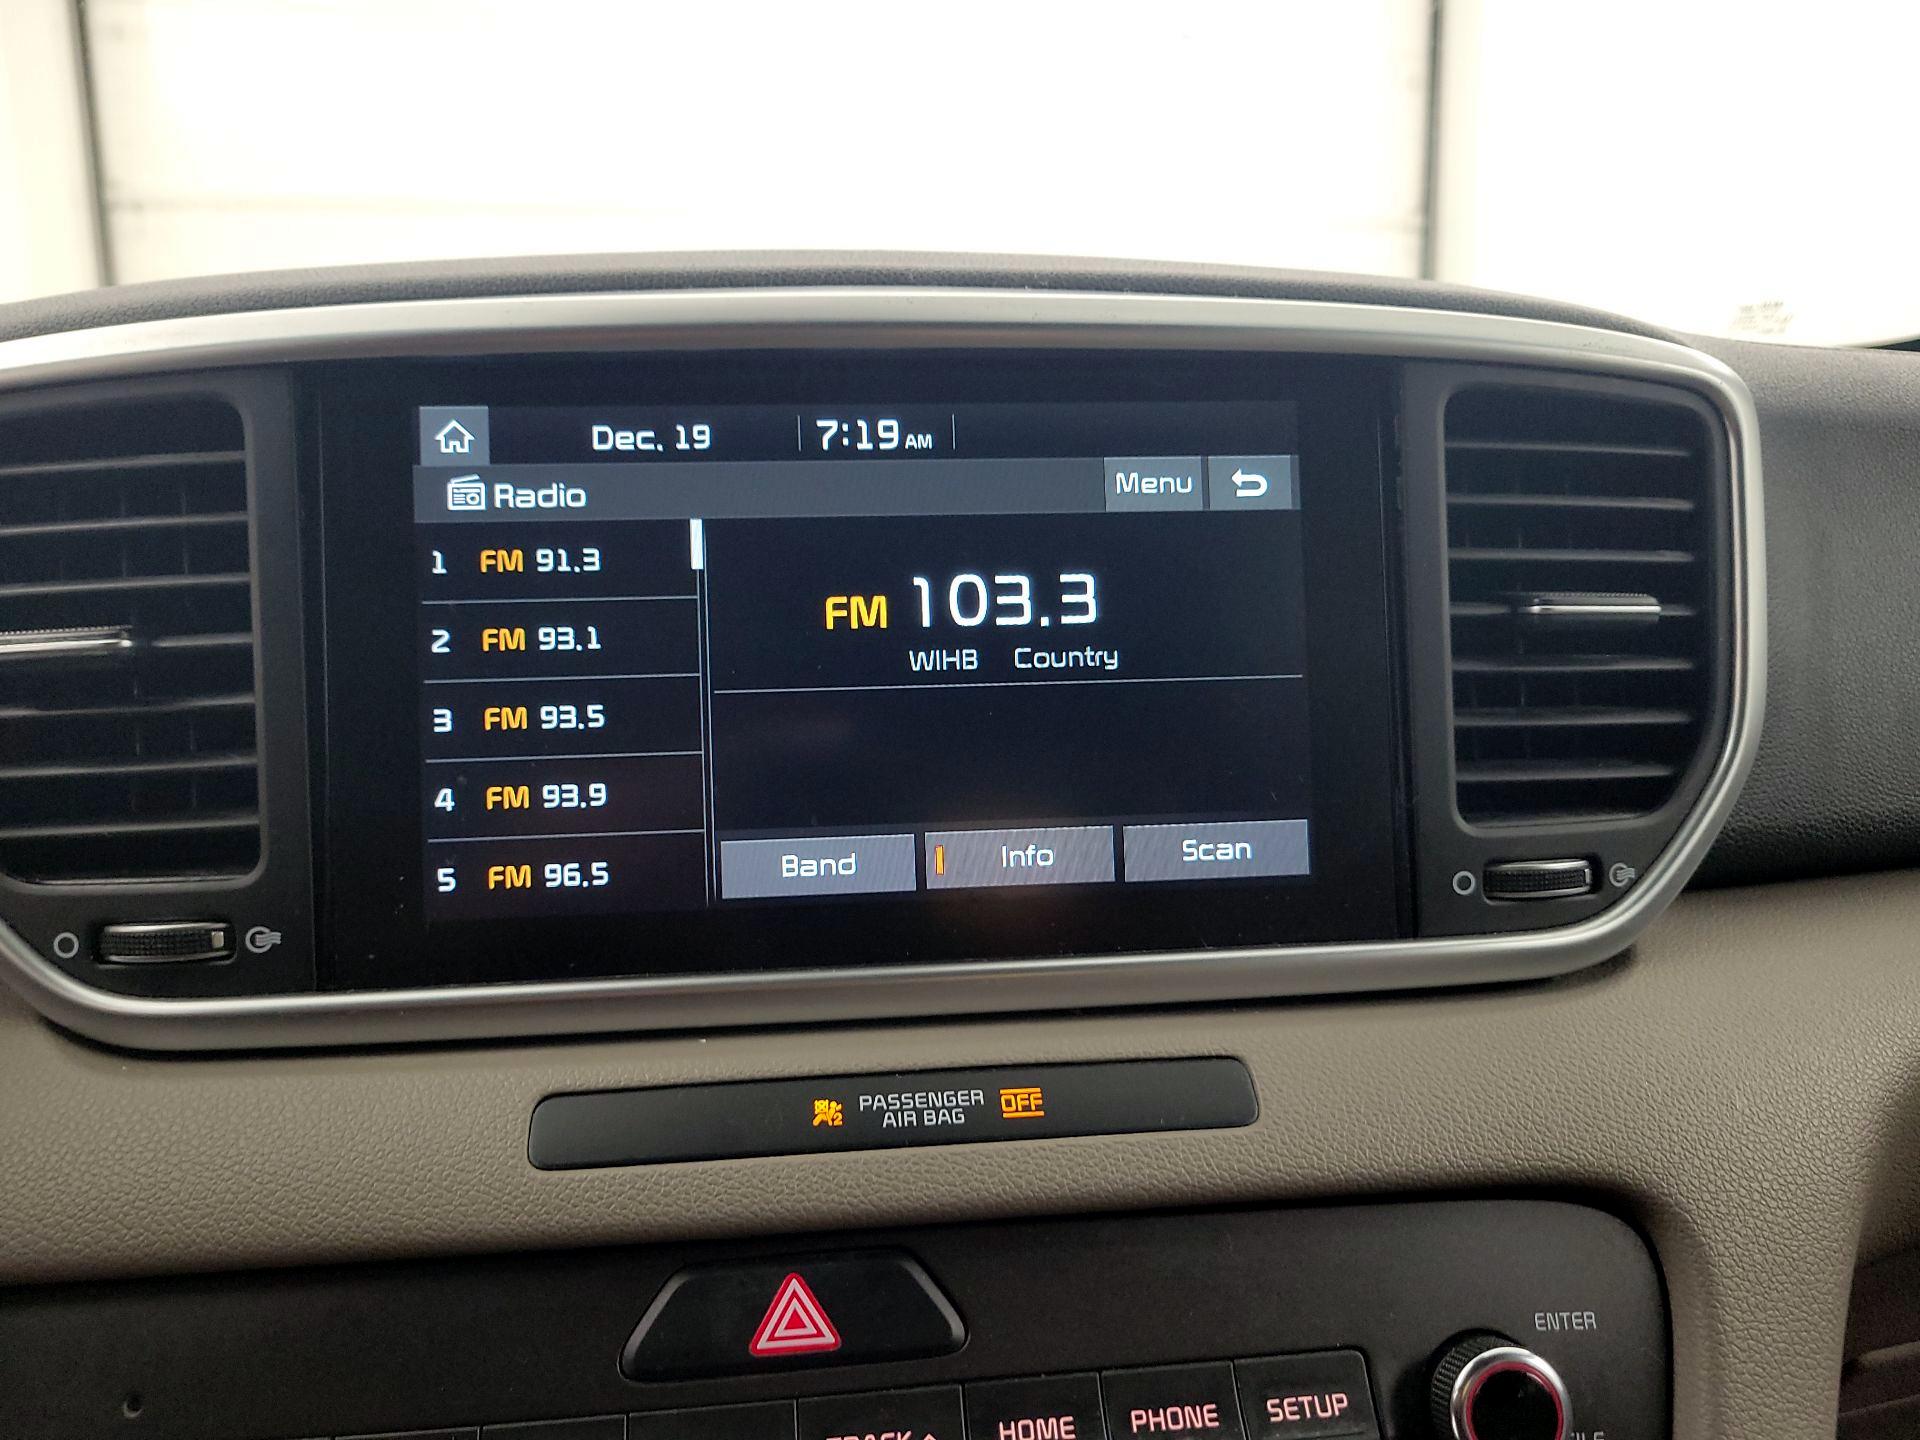 Dec. 19 7:19 AM
Radio Menu
1 FM 91.3
2 FM 93.1
3 FM 93.5
4 FM 93.9
5 FM 96.5
FM 103.3
WIHB Country
Band Info Scan
PASSENGER
AIR BAG
OFF
ENTER
TRACK HOME PHONE SETUP